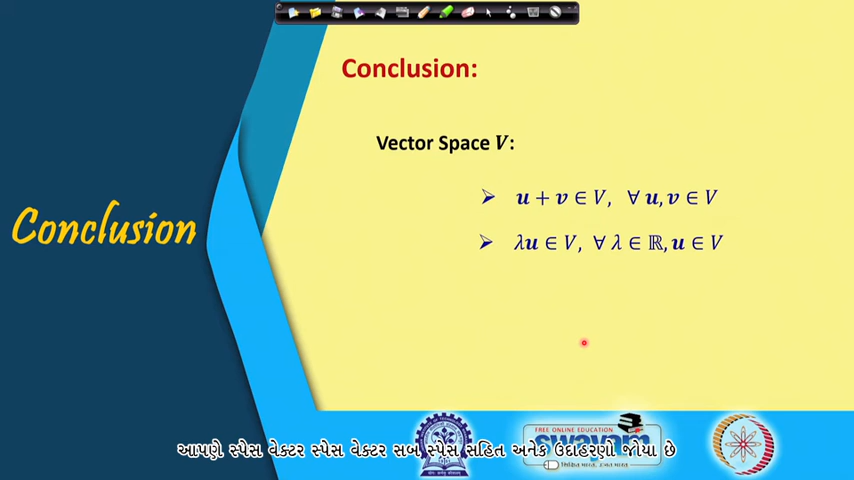 Conclusion:
Vector Space V:
➤ u + v ∈ V, ∀ u, v ∈ V
➤ λu ∈ V, ∀ λ ∈ ℝ, u ∈ V
Conclusion
FREE ONLINE EDUCATION
swayam
આપણે સ્પેસ વેક્ટર સ્પેસ વેક્ટર સબ સ્પેસ સહિત અનેક ઉદાહરણો જોયા છે